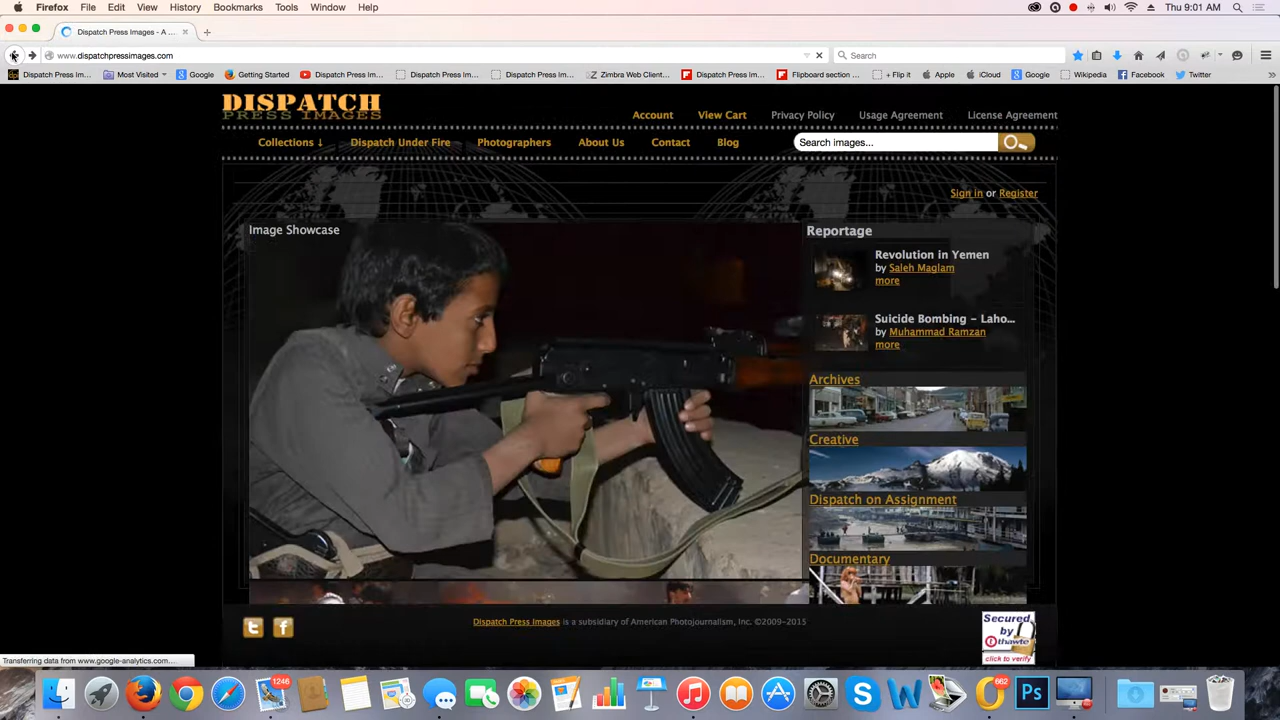 Firefox File Edit View History Bookmarks Tools Window Help Thu 9:01 AM
Dispatch Press Images - A ...
www.dispatchpressimages.com Search
Dispatch Press Im... Most Visited Google Getting Started Dispatch Press Im... Dispatch Press Im... Dispatch Press Im... Zimbra Web Client... Dispatch Press Im... Flipboard section ... + Flip it Apple iCloud Google Wikipedia Facebook Twitter
DISPATCH
PRESS IMAGES
Account View Cart Privacy Policy Usage Agreement License Agreement
Collections ↓ Dispatch Under Fire Photographers About Us Contact Blog Search images...
Sign in or Register
Image Showcase
Reportage
Revolution in Yemen
by Saleh Maglam
more
Suicide Bombing - Laho...
by Muhammad Ramzan
more
Archives
Creative
Dispatch on Assignment
Documentary
Dispatch Press Images is a subsidiary of American Photojournalism, Inc. ©2009-2015
Secured
by
thawte
click to verify
Transferring data from www.google-analytics.com...
1246
662
Ps